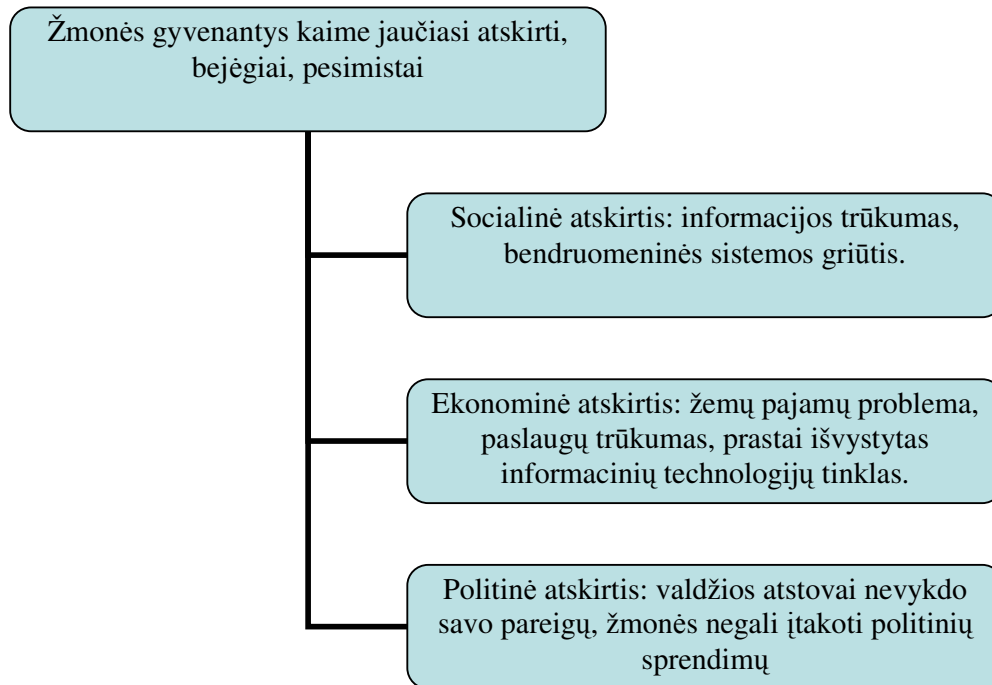 Žmonės gyvenantys kaime jaučiasi atskirti,
bejėgiai, pesimistai
Socialinė atskirtis: informacijos trūkumas,
bendruomeninės sistemos griūtis.
Ekonominė atskirtis: žemų pajamų problema,
paslaugų trūkumas, prastai išvystytas
informacinių technologijų tinklas.
Politinė atskirtis: valdžios atstovai nevykdo
savo pareigų, žmonės negali įtakoti politinių
sprendimų